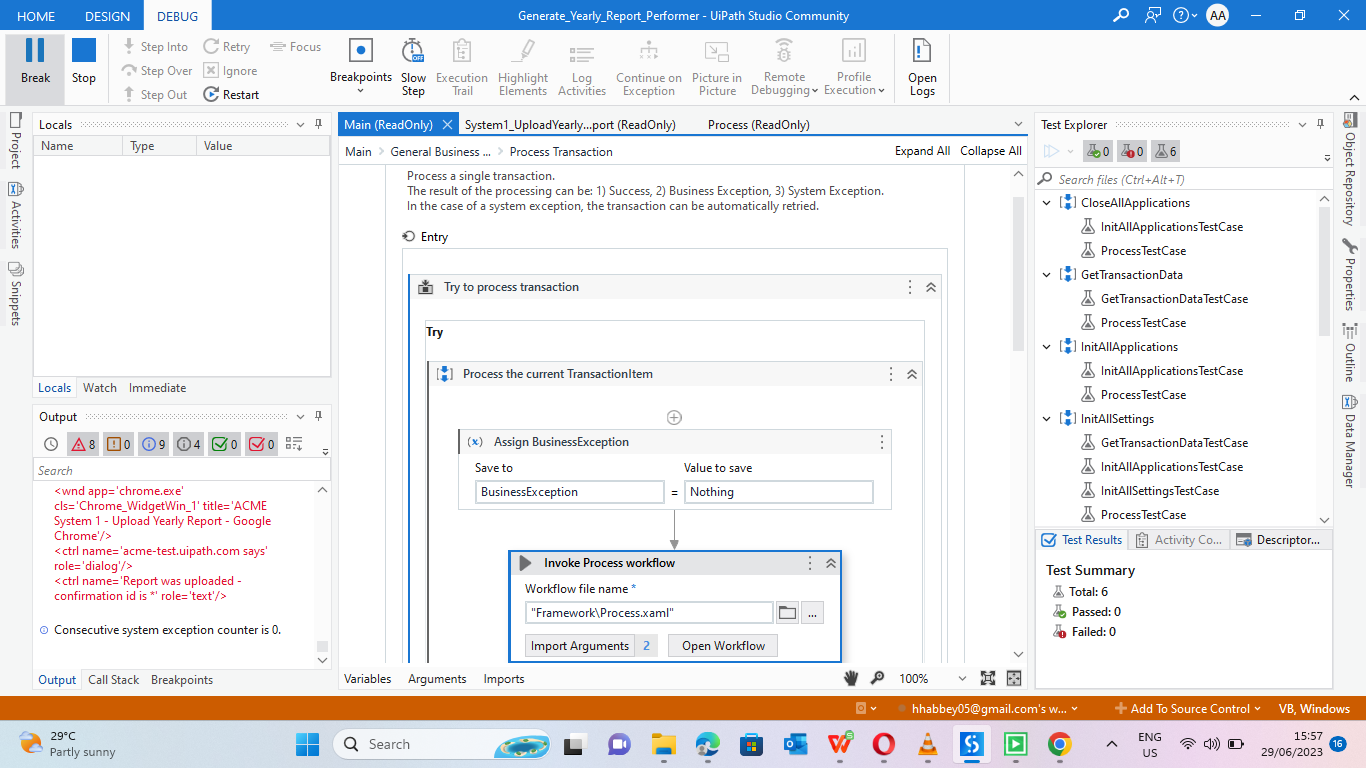 HOME DESIGN DEBUG
Generate_Yearly_Report_Performer - UiPath Studio Community
AA
Break
Stop
Step Into
Step Over
Step Out
Retry
Ignore
Restart
Focus
Breakpoints
Slow
Step
OFF
Execution
Trail
Highlight
Elements
Log
Activities
Continue on
Exception
Picture in
Picture
Remote
Debugging
Profile
Execution
Open
Logs
Project
Activities
Snippets
Locals
Name Type Value
Locals Watch Immediate
Output
8 0 9 4 0 0
Search
<wnd app='chrome.exe'
cls='Chrome_WidgetWin_1' title='ACME
System 1 - Upload Yearly Report - Google
Chrome'/>
<ctrl name='acme-test.uipath.com says'
role='dialog'/>
<ctrl name='Report was uploaded -
confirmation id is *' role='text'/>
Consecutive system exception counter is 0.
Output Call Stack Breakpoints
Main (ReadOnly) System1_UploadYearly...port (ReadOnly) Process (ReadOnly)
Main General Business ... Process Transaction
Expand All Collapse All
Process a single transaction.
The result of the processing can be: 1) Success, 2) Business Exception, 3) System Exception.
In the case of a system exception, the transaction can be automatically retried.
Entry
Try to process transaction
Try
Process the current TransactionItem
(x) Assign BusinessException
Save to Value to save
BusinessException = Nothing
Invoke Process workflow
Workflow file name *
"Framework\Process.xaml" ...
Import Arguments 2 Open Workflow
Variables Arguments Imports
100%
Test Explorer
0 0 6
Search files (Ctrl+Alt+T)
CloseAllApplications
InitAllApplicationsTestCase
ProcessTestCase
GetTransactionData
GetTransactionDataTestCase
ProcessTestCase
InitAllApplications
InitAllApplicationsTestCase
ProcessTestCase
InitAllSettings
GetTransactionDataTestCase
InitAllApplicationsTestCase
InitAllSettingsTestCase
ProcessTestCase
Test Results Activity Co... Descriptor...
Test Summary
Total: 6
Passed: 0
Failed: 0
Object Repository
Properties
Outline
Data Manager
hhabbey05@gmail.com's w... Add To Source Control VB, Windows
29°C
Partly sunny
Search
ENG
US
15:57
29/06/2023
16